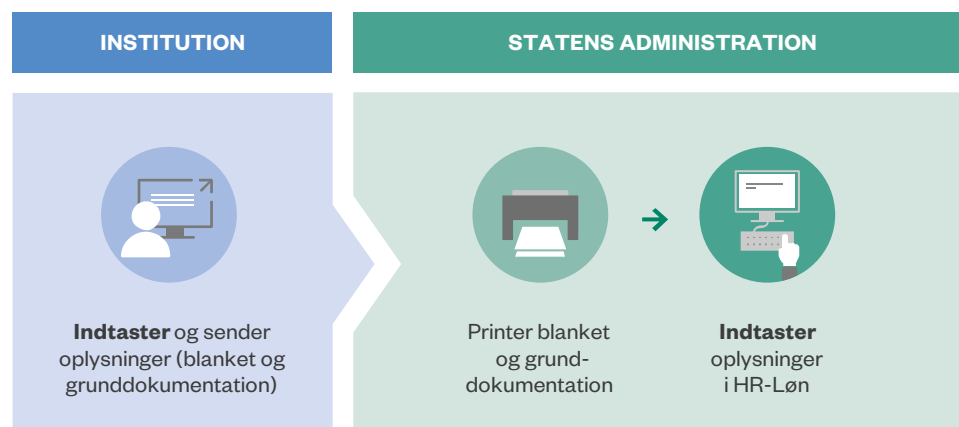 INSTITUTION
STATENS ADMINISTRATION
Indtaster og sender
oplysninger (blanket og
grunddokumentation)
Printer blanket
og grund-
dokumentation
Indtaster
oplysninger
i HR-Løn